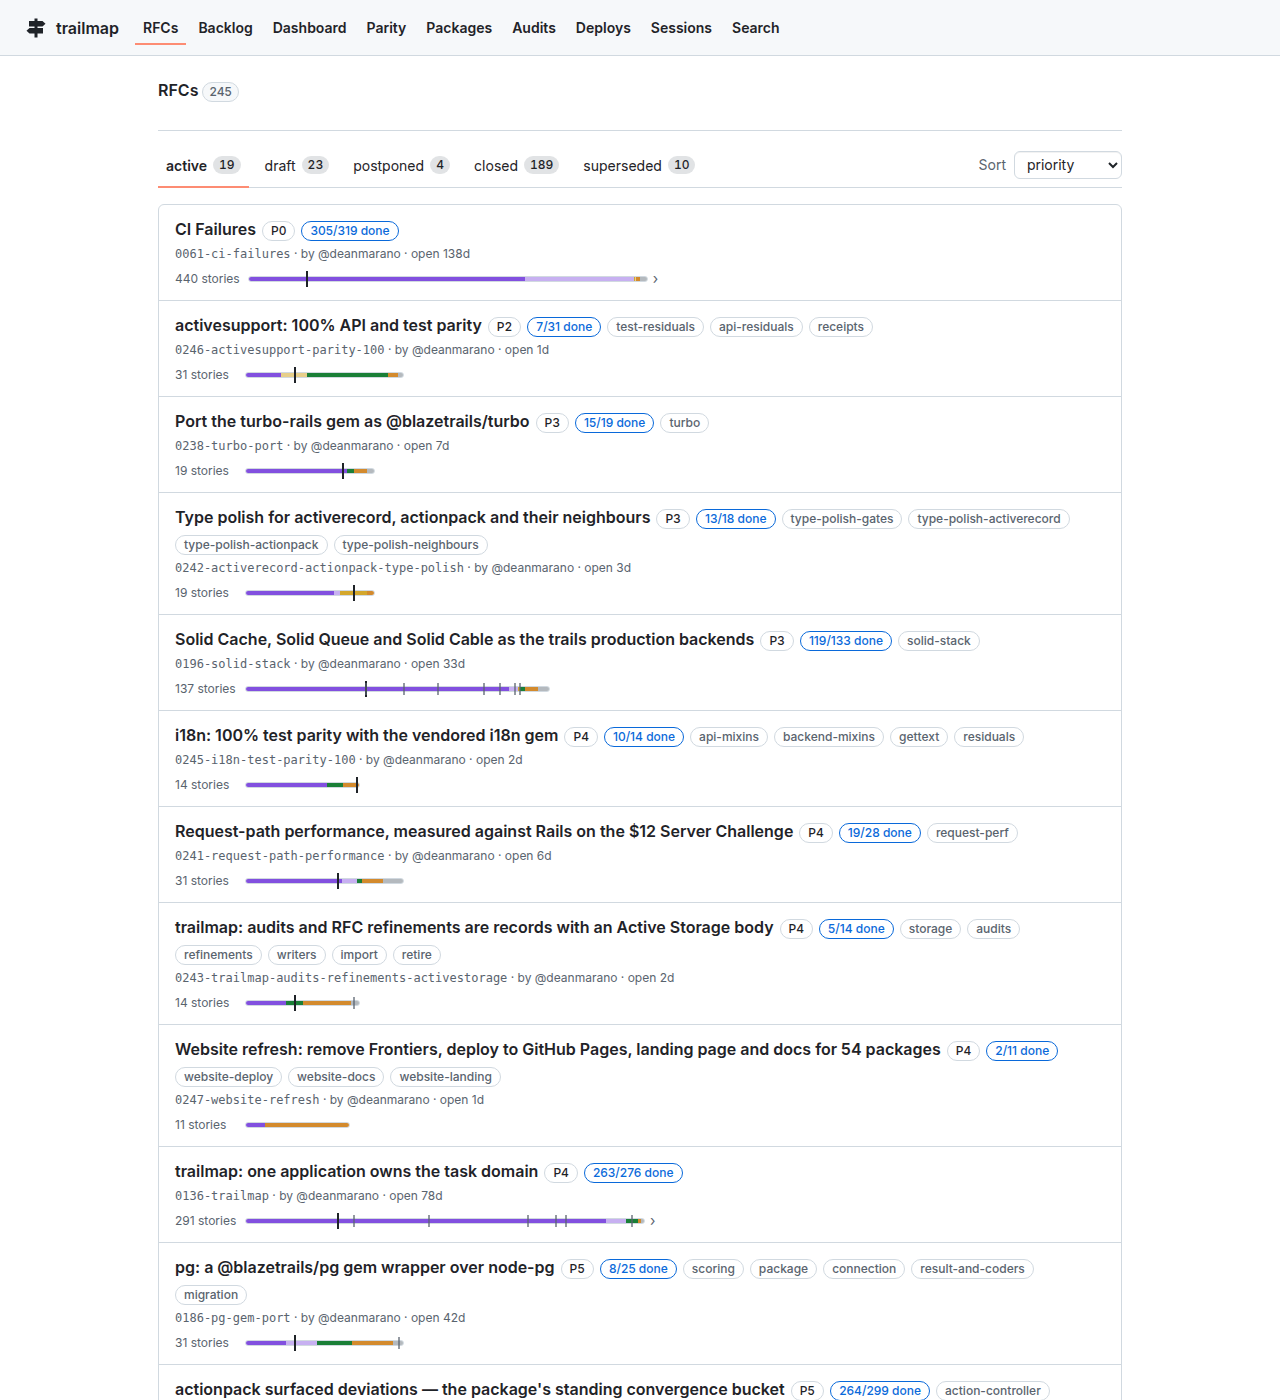 trailmap RFCs Backlog Dashboard Parity Packages Audits Deploys Sessions Search
RFCs 245
active 19 draft 23 postponed 4 closed 189 superseded 10 Sort priority
CI Failures P0 305/319 done
0061-ci-failures · by @deanmarano · open 138d
440 stories ›
activesupport: 100% API and test parity P2 7/31 done test-residuals api-residuals receipts
0246-activesupport-parity-100 · by @deanmarano · open 1d
31 stories
Port the turbo-rails gem as @blazetrails/turbo P3 15/19 done turbo
0238-turbo-port · by @deanmarano · open 7d
19 stories
Type polish for activerecord, actionpack and their neighbours P3 13/18 done type-polish-gates type-polish-activerecord
type-polish-actionpack type-polish-neighbours
0242-activerecord-actionpack-type-polish · by @deanmarano · open 3d
19 stories
Solid Cache, Solid Queue and Solid Cable as the trails production backends P3 119/133 done solid-stack
0196-solid-stack · by @deanmarano · open 33d
137 stories
i18n: 100% test parity with the vendored i18n gem P4 10/14 done api-mixins backend-mixins gettext residuals
0245-i18n-test-parity-100 · by @deanmarano · open 2d
14 stories
Request-path performance, measured against Rails on the $12 Server Challenge P4 19/28 done request-perf
0241-request-path-performance · by @deanmarano · open 6d
31 stories
trailmap: audits and RFC refinements are records with an Active Storage body P4 5/14 done storage audits
refinements writers import retire
0243-trailmap-audits-refinements-activestorage · by @deanmarano · open 2d
14 stories
Website refresh: remove Frontiers, deploy to GitHub Pages, landing page and docs for 54 packages P4 2/11 done
website-deploy website-docs website-landing
0247-website-refresh · by @deanmarano · open 1d
11 stories
trailmap: one application owns the task domain P4 263/276 done
0136-trailmap · by @deanmarano · open 78d
291 stories ›
pg: a @blazetrails/pg gem wrapper over node-pg P5 8/25 done scoring package connection result-and-coders
migration
0186-pg-gem-port · by @deanmarano · open 42d
31 stories
actionpack surfaced deviations — the package's standing convergence bucket P5 264/299 done action-controller